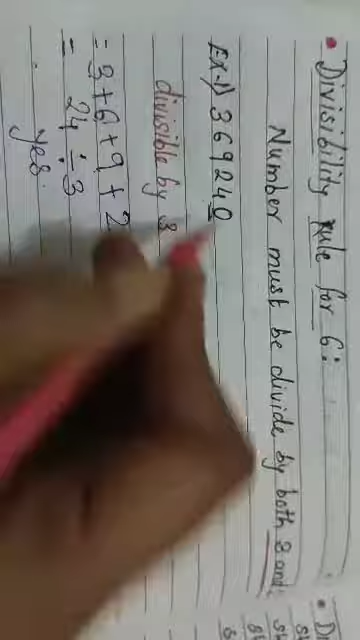 • Divisibility rule for 6:
Number must be divide by both 2 and
Ex-1) 369240
divisible by 3
= 3+6+9+2
= 24 ÷ 3
yes.